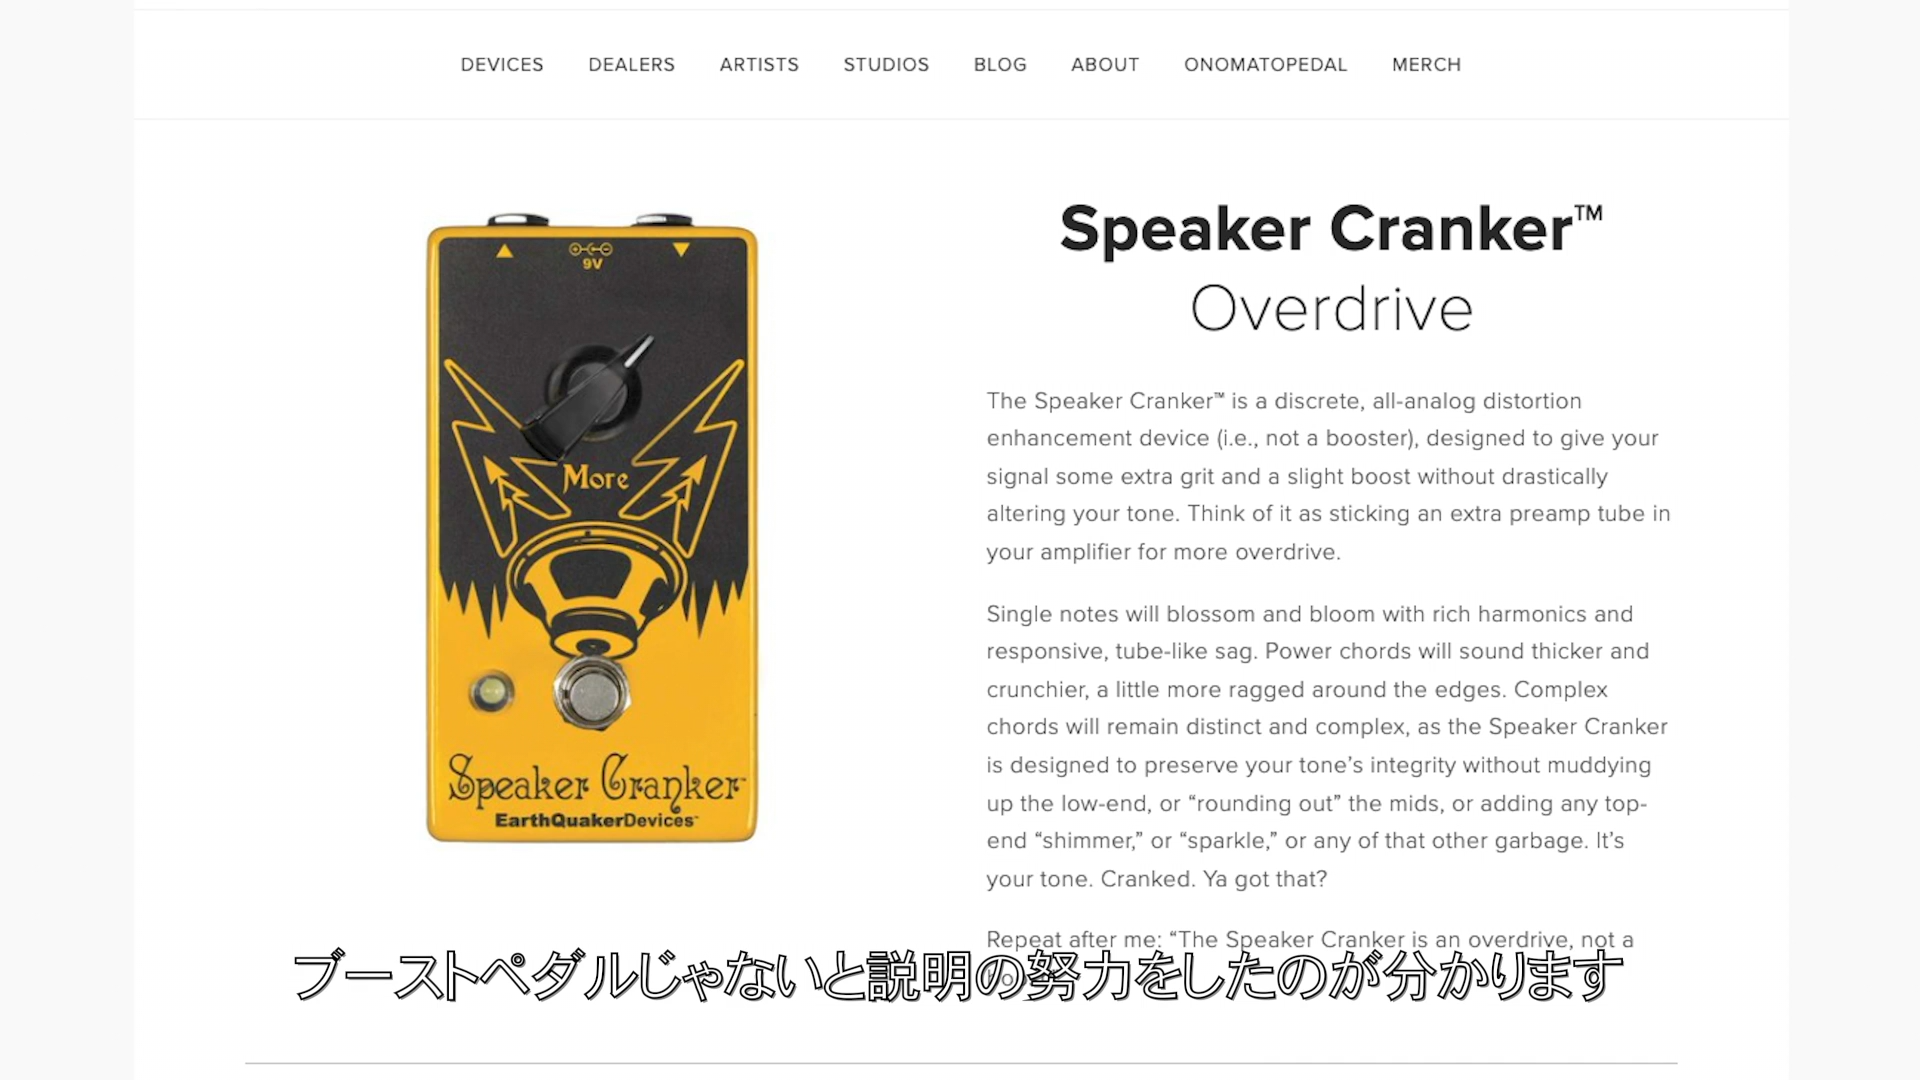 DEVICES DEALERS ARTISTS STUDIOS BLOG ABOUT ONOMATOPEDAL MERCH
9V
More
Speaker Cranker™
EarthQuakerDevices™
Speaker Cranker™
Overdrive
The Speaker Cranker™ is a discrete, all-analog distortion
enhancement device (i.e., not a booster), designed to give your
signal some extra grit and a slight boost without drastically
altering your tone. Think of it as sticking an extra preamp tube in
your amplifier for more overdrive.
Single notes will blossom and bloom with rich harmonics and
responsive, tube-like sag. Power chords will sound thicker and
crunchier, a little more ragged around the edges. Complex
chords will remain distinct and complex, as the Speaker Cranker
is designed to preserve your tone’s integrity without muddying
up the low-end, or “rounding out” the mids, or adding any top-
end “shimmer,” or “sparkle,” or any of that other garbage. It’s
your tone. Cranked. Ya got that?
Repeat after me: “The Speaker Cranker is an overdrive, not a
ブーストペダルじゃないと説明の努力をしたのが分かります